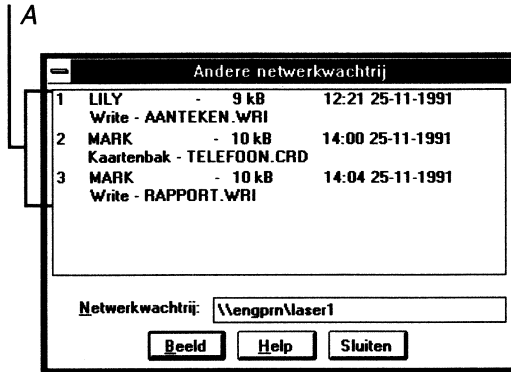 A
Andere netwerkwachtrij
1 LILY - 9 kB 12:21 25-11-1991
Write - AANTEKEN.WRI
2 MARK - 10 kB 14:00 25-11-1991
Kaartenbak - TELEFOON.CRD
3 MARK - 10 kB 14:04 25-11-1991
Write - RAPPORT.WRI
Netwerkwachtrij: \\engprn\laser1
Beeld Help Sluiten